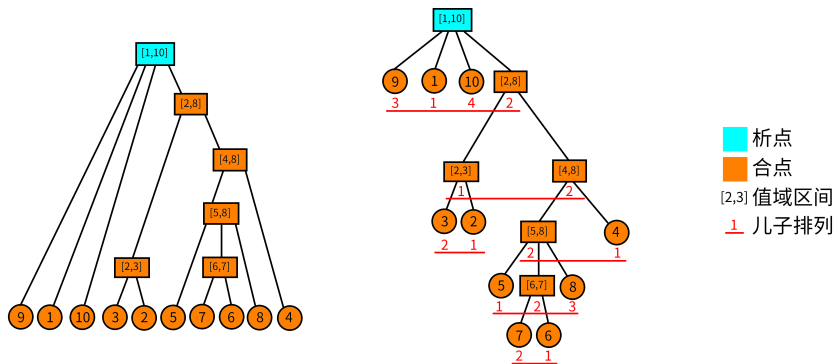 [1,10]
[2,8]
[4,8]
[5,8]
[2,3] [6,7]
9 1 10 3 2 5 7 6 8 4
[1,10]
9 1 10 [2,8]
3 1 4 2
[2,3] [4,8]
1 2
3 2 [5,8] 4
2 1 2 1
5 [6,7] 8
1 2 3
7 6
2 1
析点
合点
[2,3] 值域区间
1 儿子排列